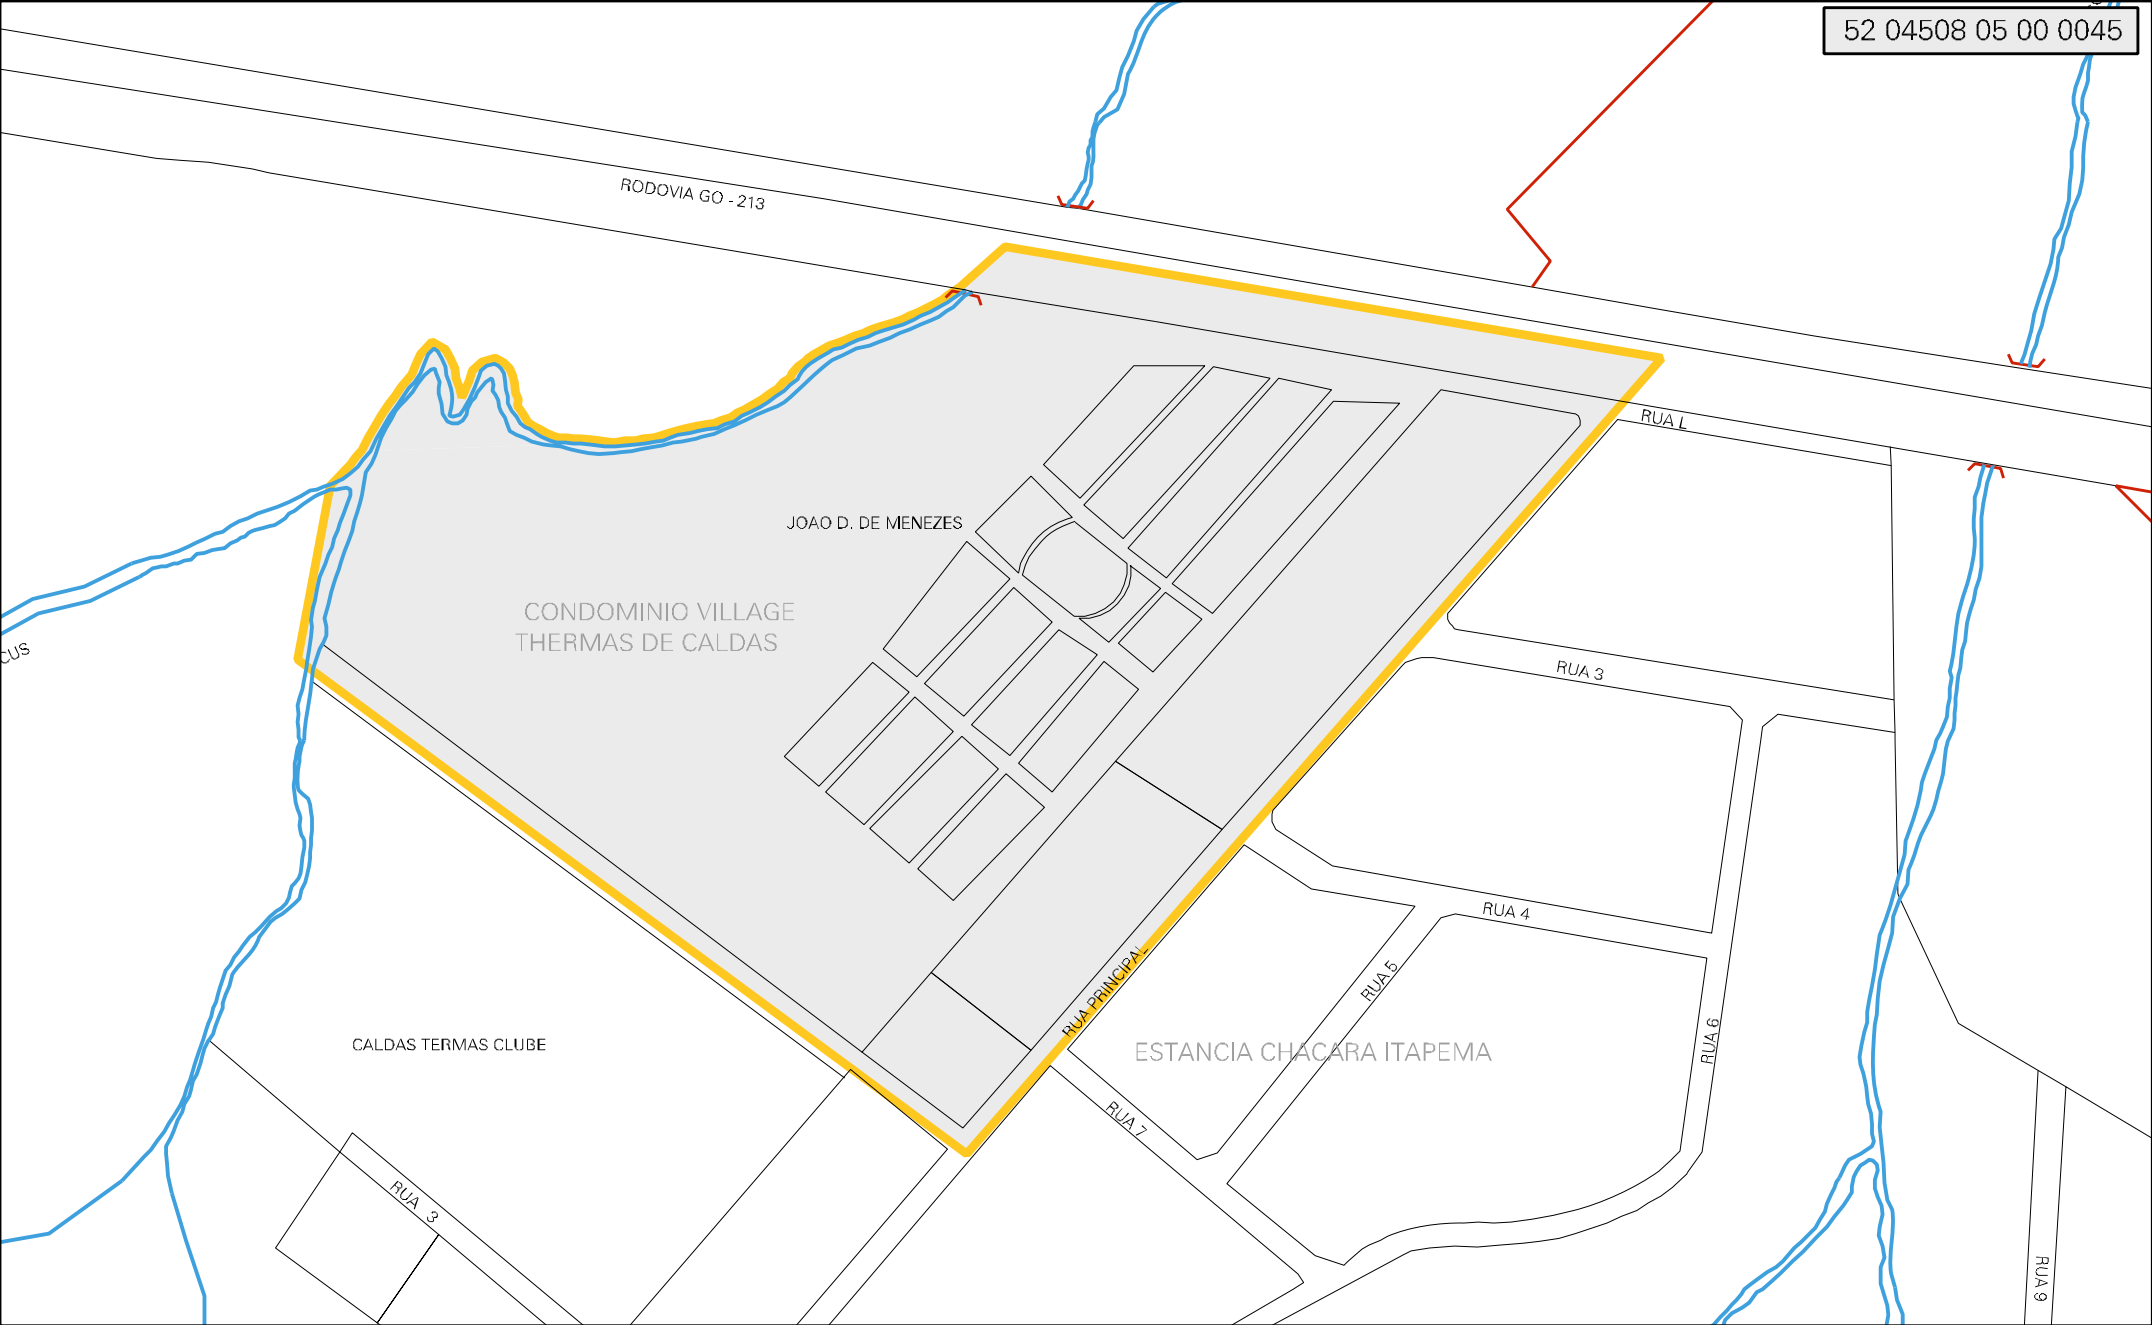 52 04508 05 00 0045
RODOVIA GO - 213
RUA L
JOAO D. DE MENEZES
CONDOMINIO VILLAGE
THERMAS DE CALDAS
CUS
RUA 3
RUA 4
RUA 5
RUA PRINCIPAL
RUA 6
CALDAS TERMAS CLUBE
ESTANCIA CHACARA ITAPEMA
RUA 7
RUA 3
RUA 9